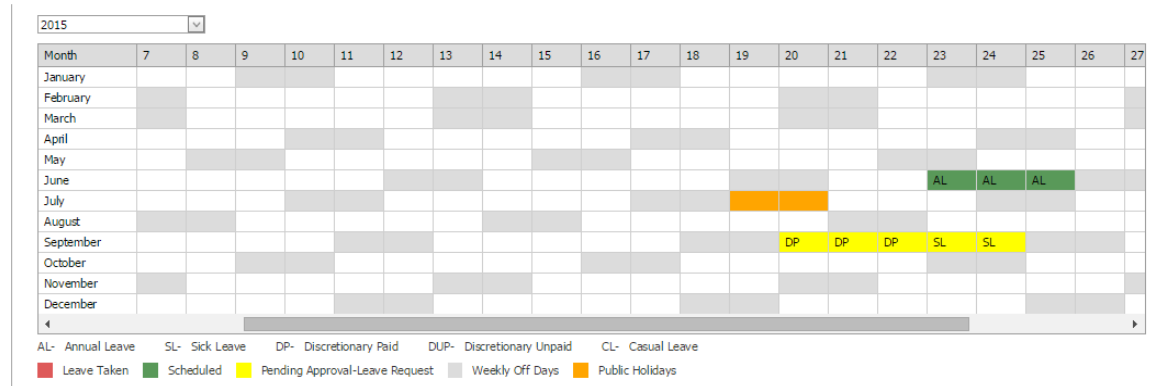 2015
Month 7 8 9 10 11 12 13 14 15 16 17 18 19 20 21 22 23 24 25 26 27
January
February
March
April
May
June AL AL AL
July
August
September DP DP DP SL SL
October
November
December
AL- Annual Leave SL- Sick Leave DP- Discretionary Paid DUP- Discretionary Unpaid CL- Casual Leave
Leave Taken Scheduled Pending Approval-Leave Request Weekly Off Days Public Holidays